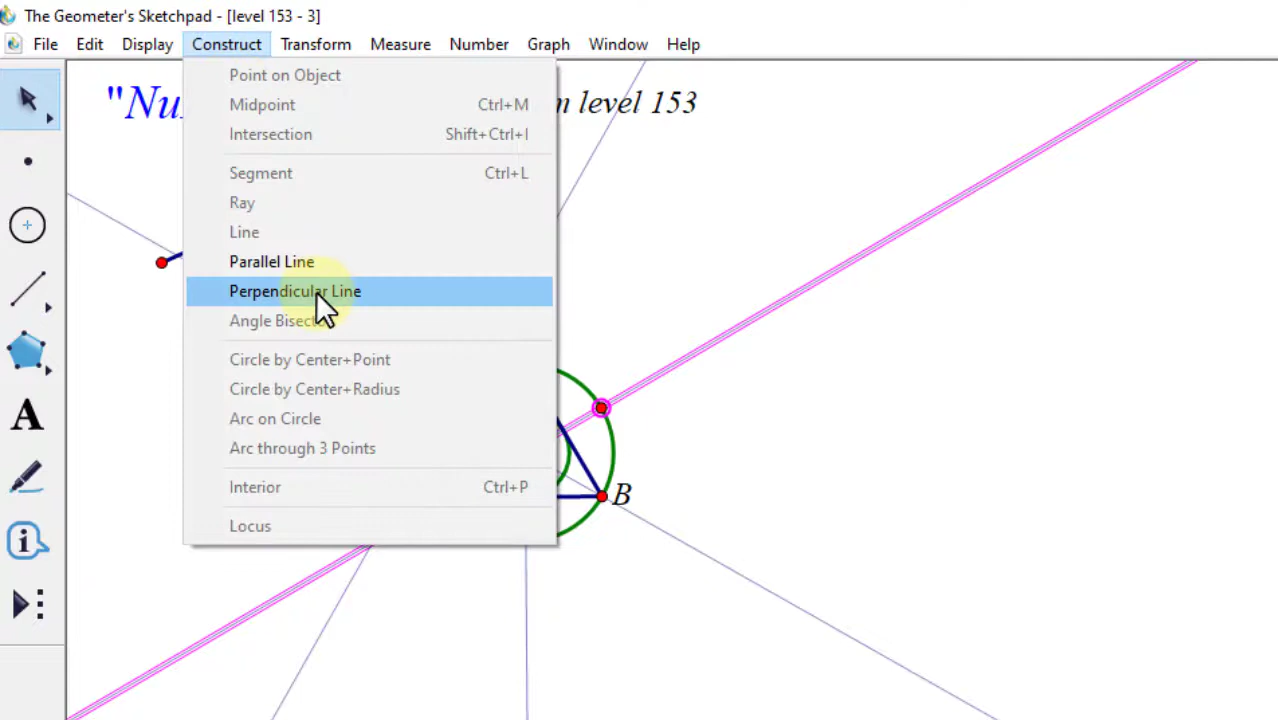 The Geometer's Sketchpad - [level 153 - 3]
File Edit Display Construct Transform Measure Number Graph Window Help
Point on Object
Midpoint Ctrl+M
Intersection Shift+Ctrl+I
Segment Ctrl+L
Ray
Line
Parallel Line
Perpendicular Line
Angle Bisector
Circle by Center+Point
Circle by Center+Radius
Arc on Circle
Arc through 3 Points
Interior Ctrl+P
Locus
level 153
A
B